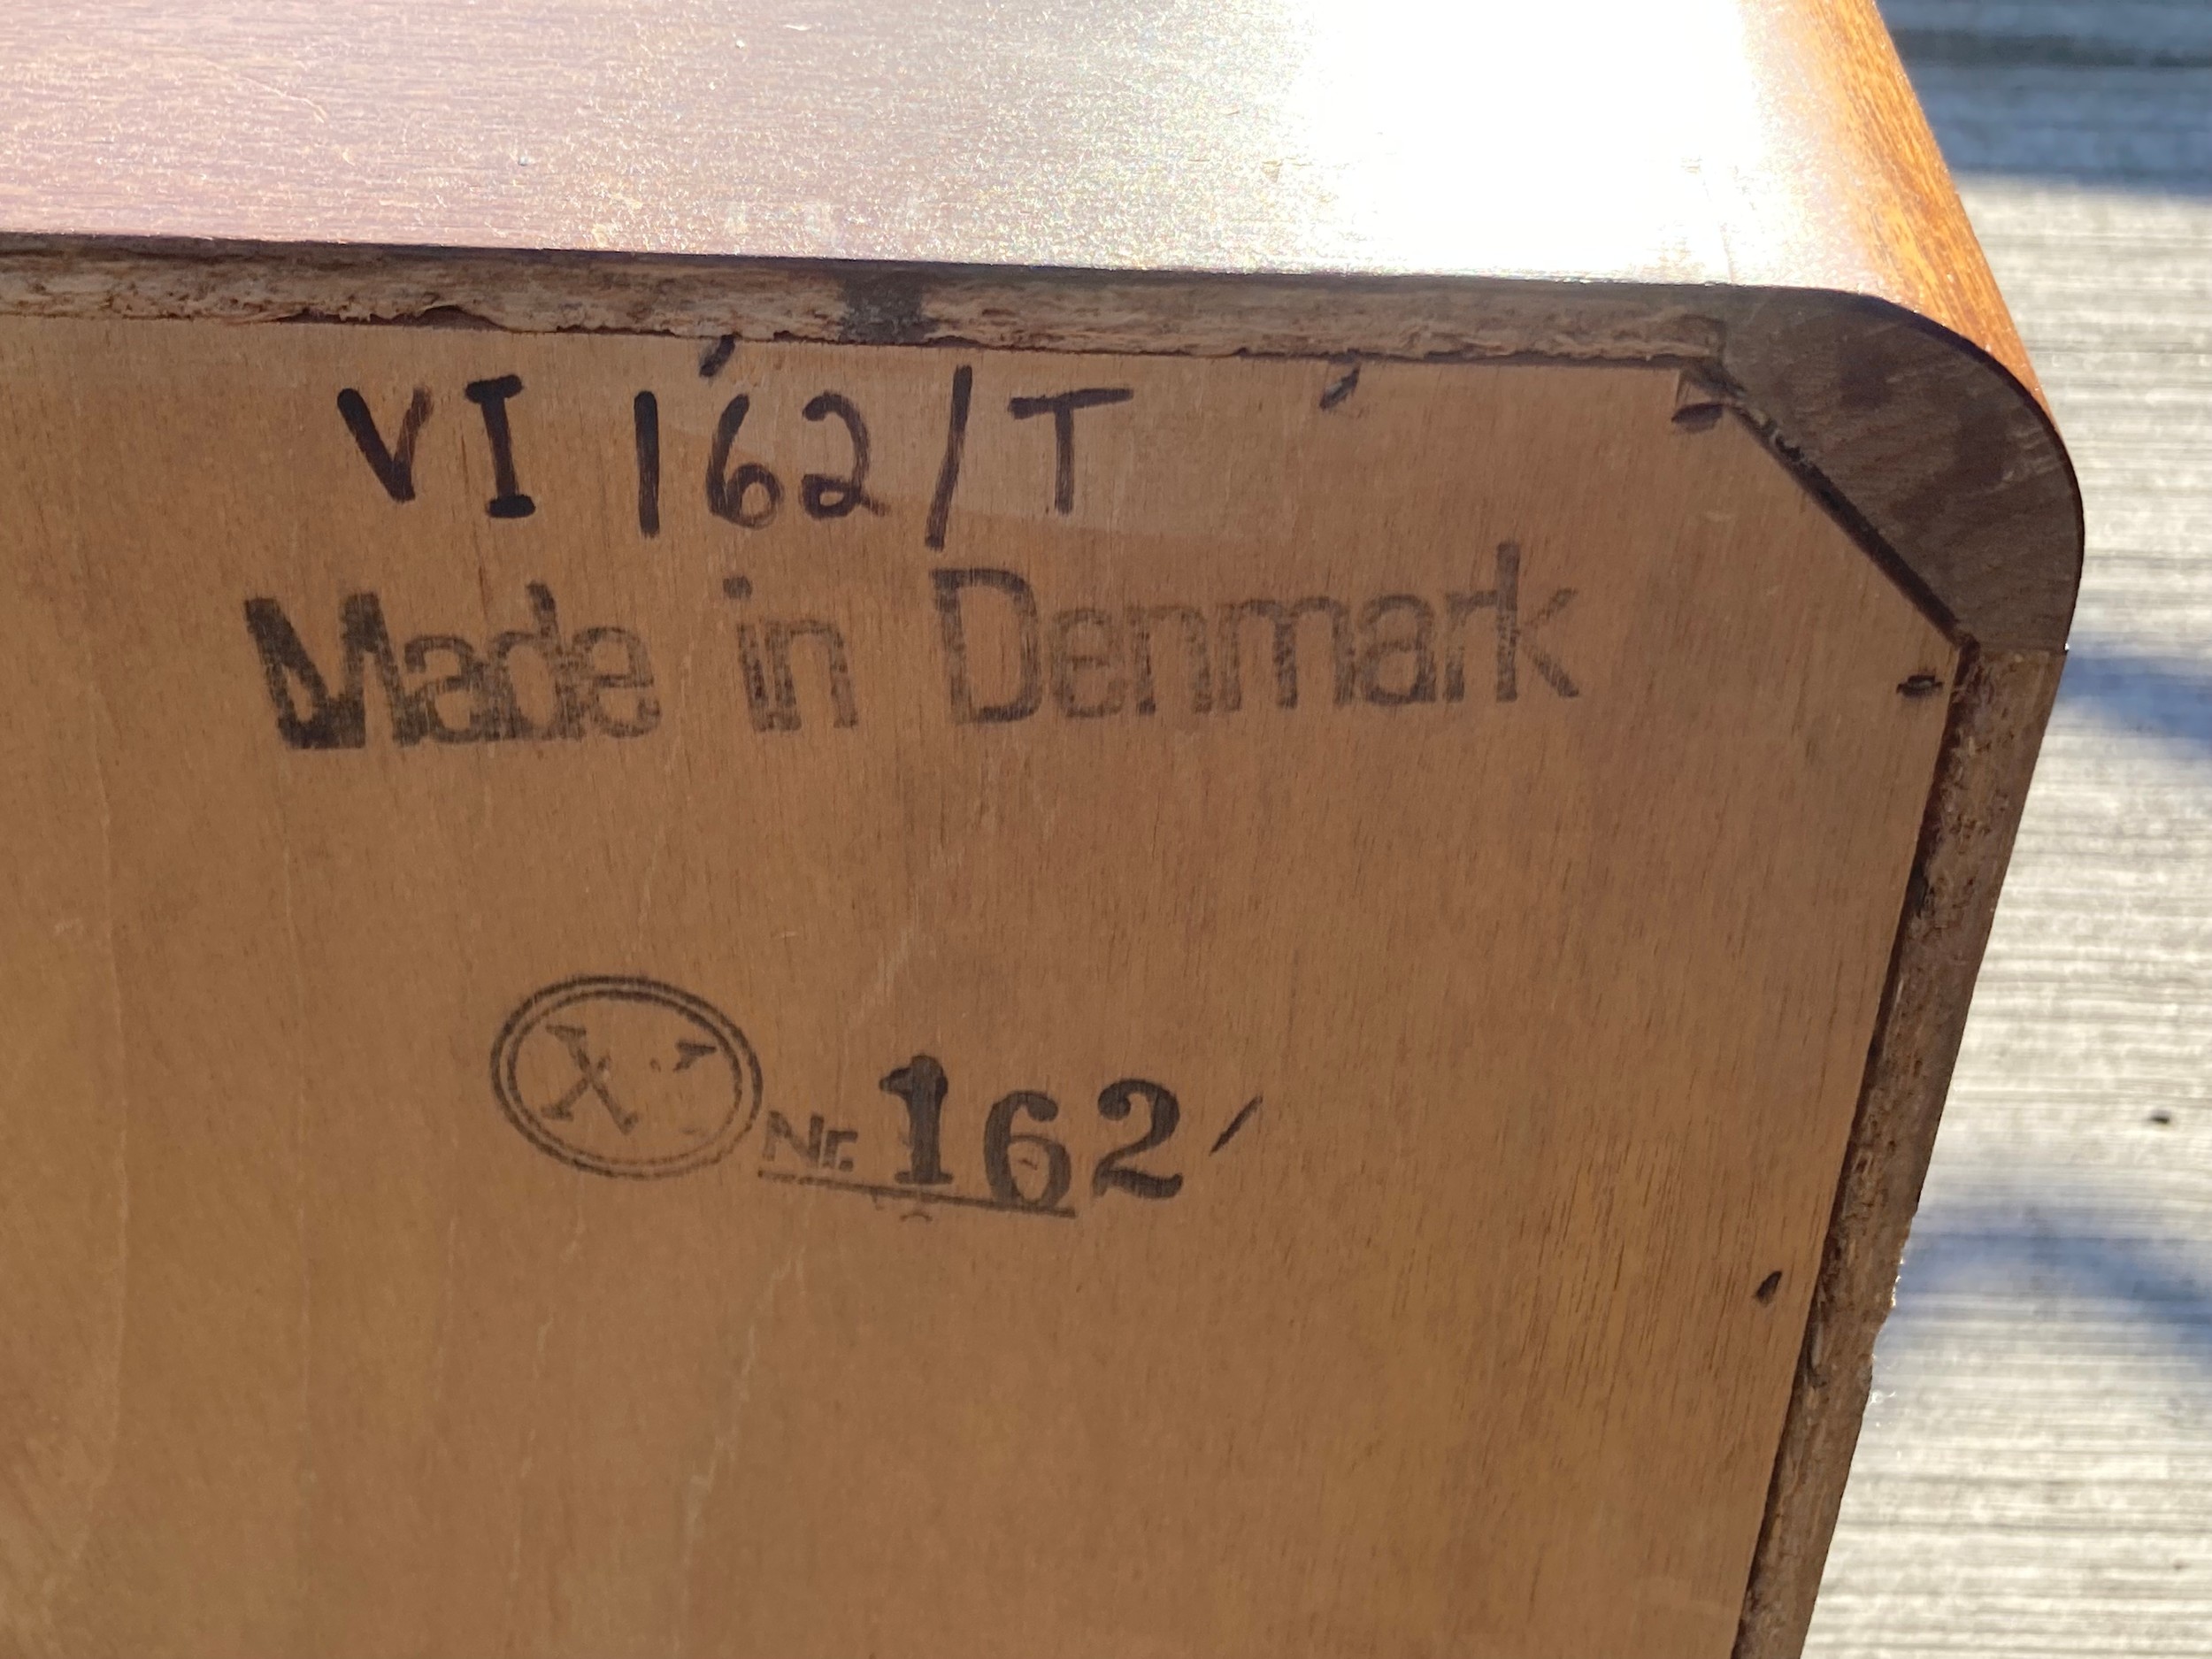 VI 162/T
Made in Denmark
X Nr. 162